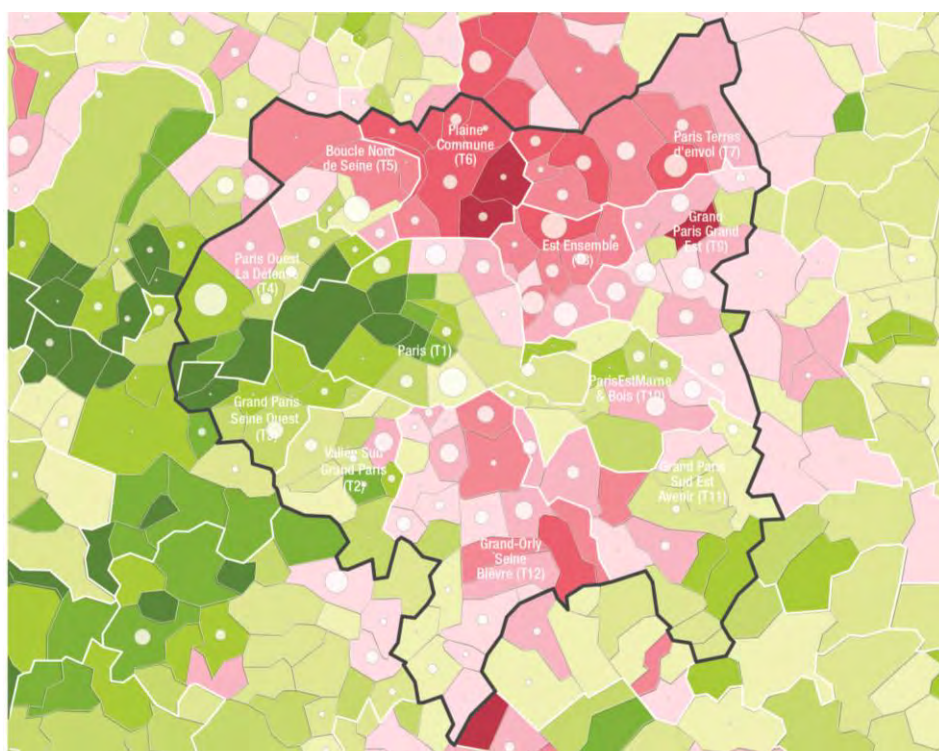 Plaine
Commune
(T6)
Boucle Nord
de Seine (T5)
Paris Terres
d'envol (T7)
Grand
Paris Grand
Est (T9)
Est Ensemble
(T8)
Paris Ouest
La Défense
(T4)
Paris (T1)
ParisEstMarne
& Bois (T10)
Grand Paris
Seine Ouest
(T3)
Vallée Sud
Grand Paris
(T2)
Grand Paris
Sud Est
Avenir (T11)
Grand-Orly
Seine
Bièvre (T12)